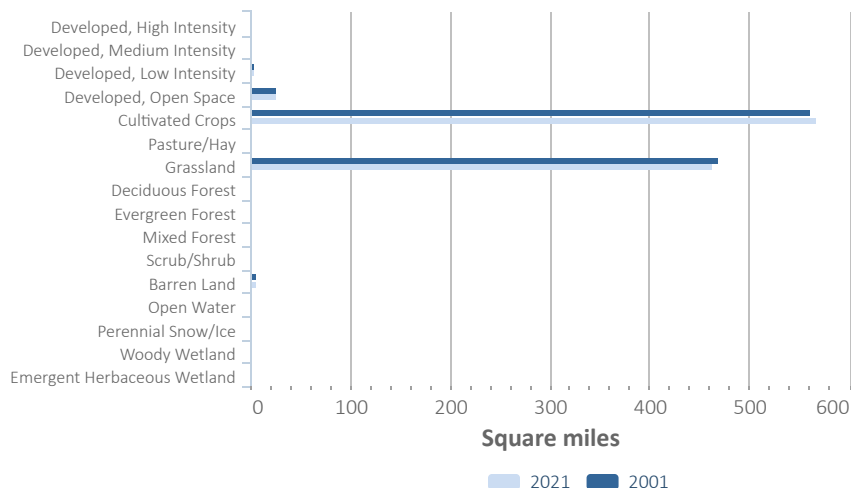 Developed, High Intensity
Developed, Medium Intensity
Developed, Low Intensity
Developed, Open Space
Cultivated Crops
Pasture/Hay
Grassland
Deciduous Forest
Evergreen Forest
Mixed Forest
Scrub/Shrub
Barren Land
Open Water
Perennial Snow/Ice
Woody Wetland
Emergent Herbaceous Wetland
0 100 200 300 400 500 600
Square miles
2021 2001